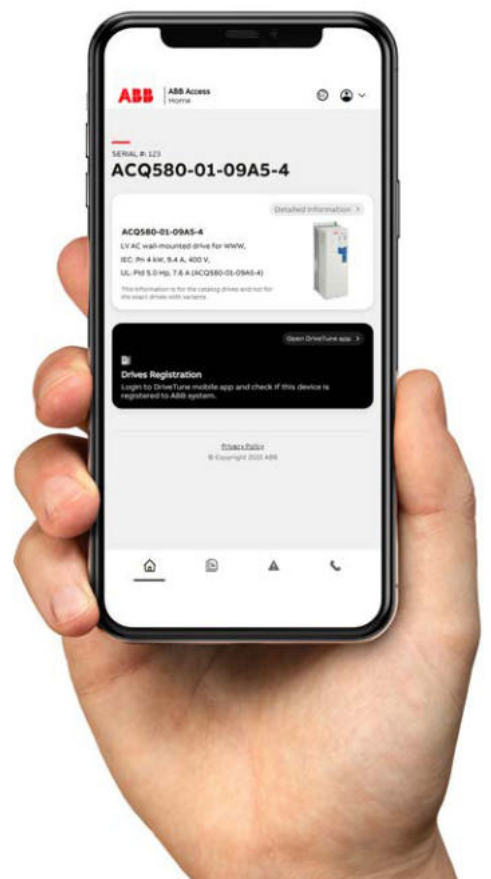 ABB
ABB Access
Home
SERIAL #: 123
ACQ580-01-09A5-4
Detailed Information >
ACQ580-01-09A5-4
LV AC wall-mounted drive for WWW,
IEC: Pn 4 kW, 9.4 A, 400 V,
UL: Pld 5.0 Hp, 7.6 A (ACQ580-01-09A5-4)
This information is for the catalog drives and not for
the exact drives with variants
Open DriveTune app >
Drives Registration
Login to DriveTune mobile app and check if this device is
registered to ABB system.
Privacy Policy
© Copyright 2022 ABB